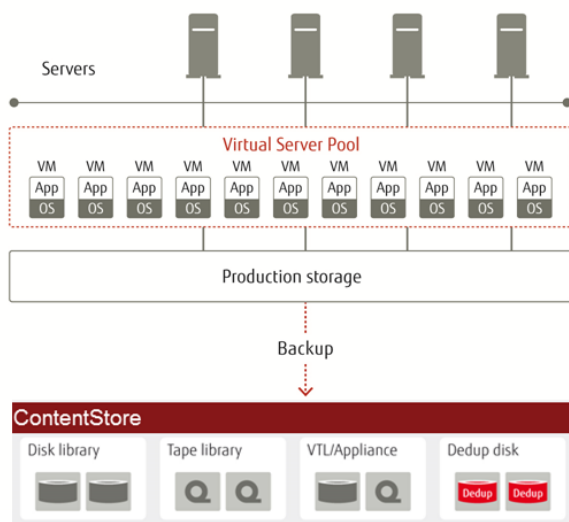 Servers
Virtual Server Pool
VM VM VM VM VM VM VM VM VM VM VM
App App App App App App App App App App App
OS OS OS OS OS OS OS OS OS OS OS
Production storage
Backup
ContentStore
Disk library Tape library VTL/Appliance Dedup disk
Dedup Dedup